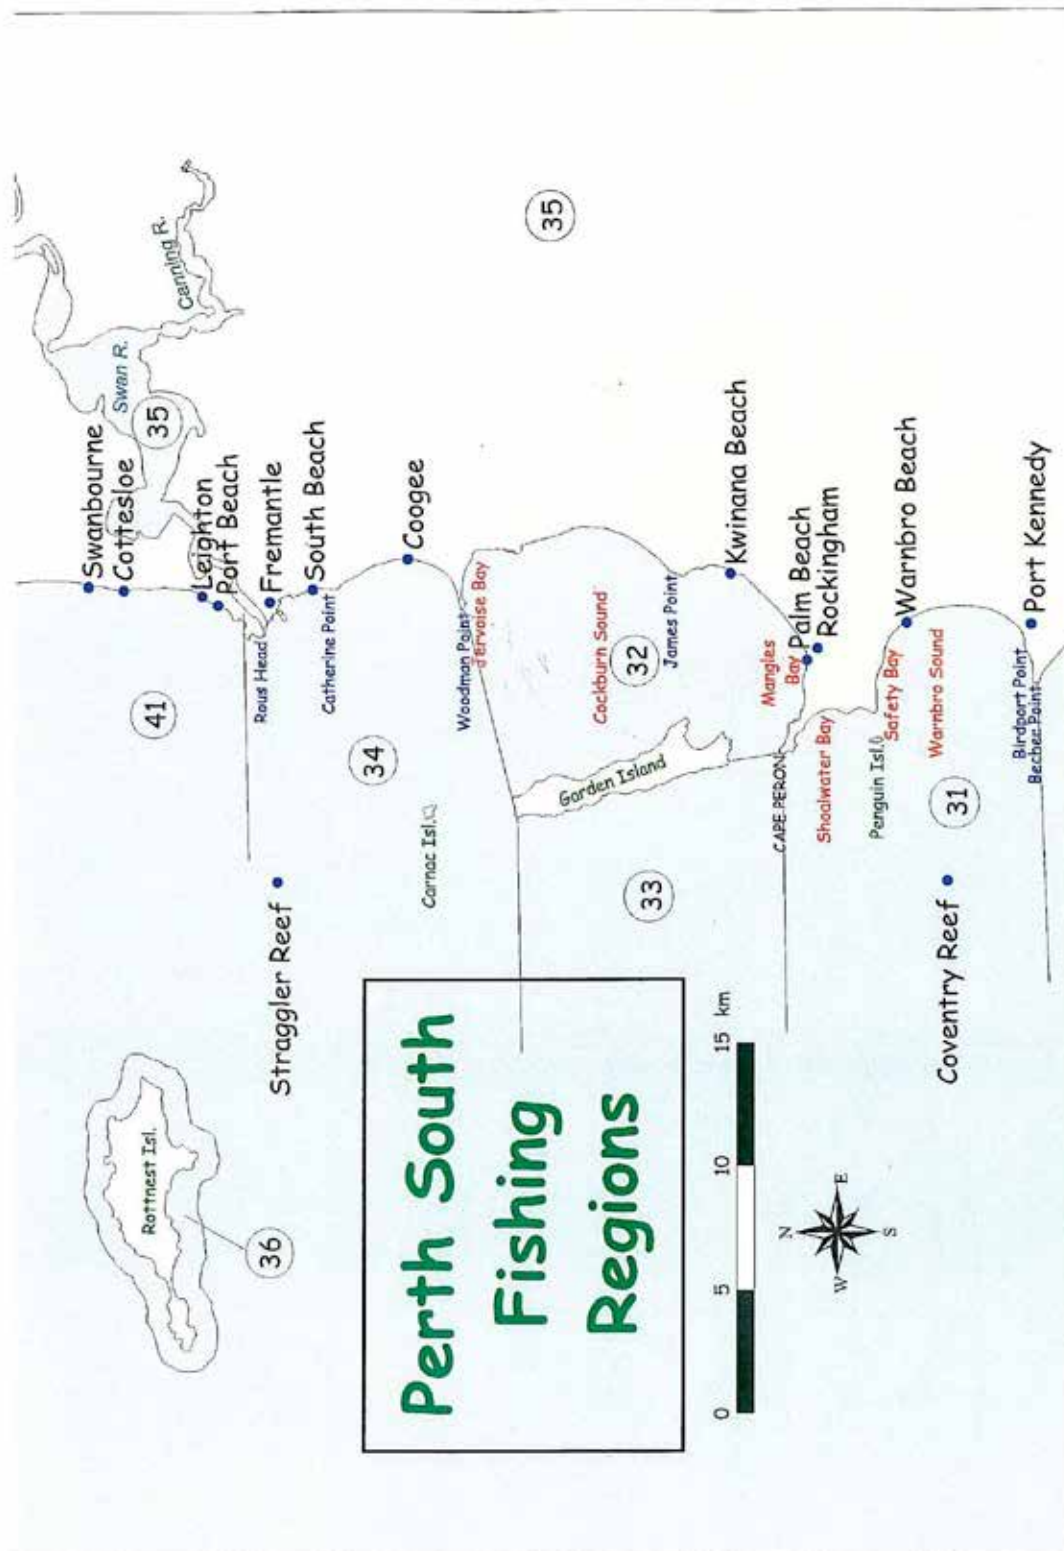 Swanbourne
Cottesloe
Leighton
Port Beach
Fremantle
South Beach
Coogee
Kwinana Beach
Palm Beach
Rockingham
Warnbro Beach
Port Kennedy
Swan R.
Canning R.
35
35
41
Rous Head
Catherine Point
34
Woodman Point
d'Ervoise Bay
Cockburn Sound
32
James Point
Mangles
Bay
Garden Island
Carnac Isl.
33
CAPE PERON
Shoalwater Bay
Penguin Isl.
Safety Bay
Warnbro Sound
31
Birdport Point
Becher Point
Straggler Reef
Coventry Reef
Rottnest Isl.
36
Perth South
Fishing
Regions
0 5 10 15 km
N
W E
S